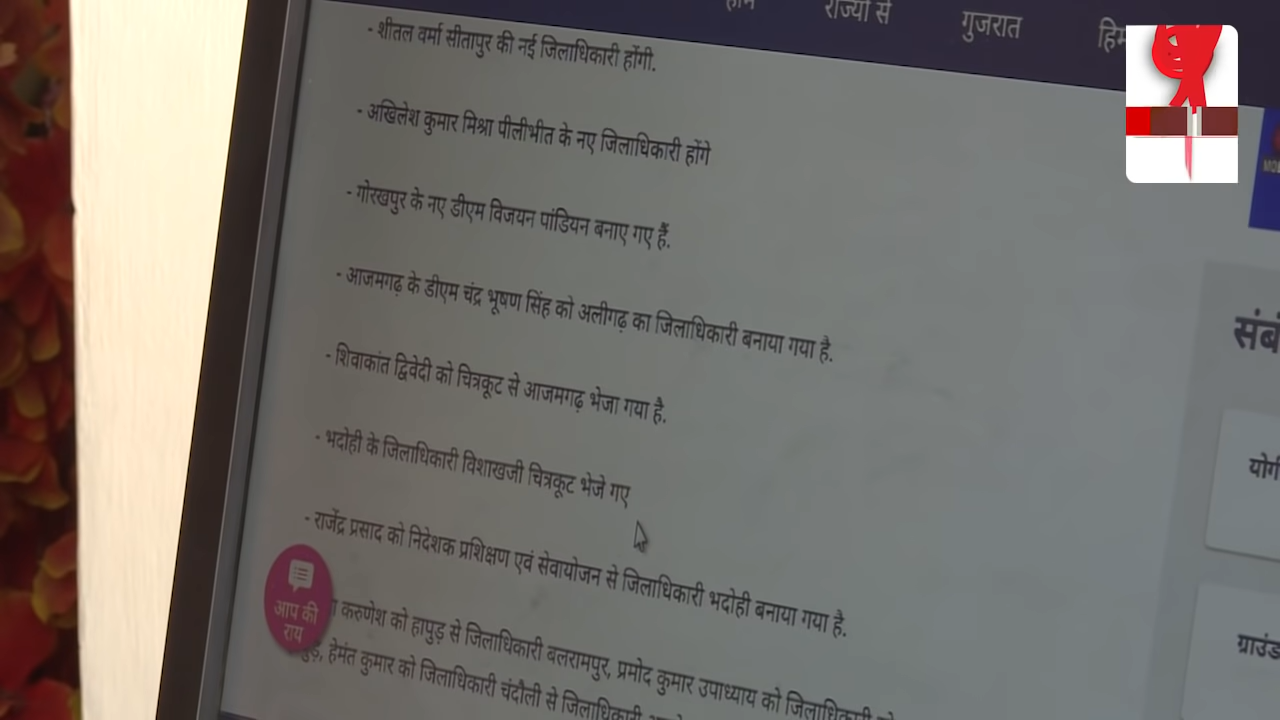 राज्यों से
गुजरात
- शीतल वर्मा सीतापुर की नई जिलाधिकारी होंगी.
- अखिलेश कुमार मिश्रा पीलीभीत के नए जिलाधिकारी होंगे
- गोरखपुर के नए डीएम विजयन पांडियन बनाए गए हैं.
- आजमगढ़ के डीएम चंद्र भूषण सिंह को अलीगढ़ का जिलाधिकारी बनाया गया है.
- शिवाकांत द्विवेदी को चित्रकूट से आजमगढ़ भेजा गया है.
- भदोही के जिलाधिकारी विशाखजी चित्रकूट भेजे गए
- राजेंद्र प्रसाद को निदेशक प्रशिक्षण एवं सेवायोजन से जिलाधिकारी भदोही बनाया गया है.
करुणेश को हापुड़ से जिलाधिकारी बलरामपुर, प्रमोद कुमार उपाध्याय को जिलाधिकारी
हेमंत कुमार को जिलाधिकारी चंदौली से जिलाधिकारी
आप की
राय